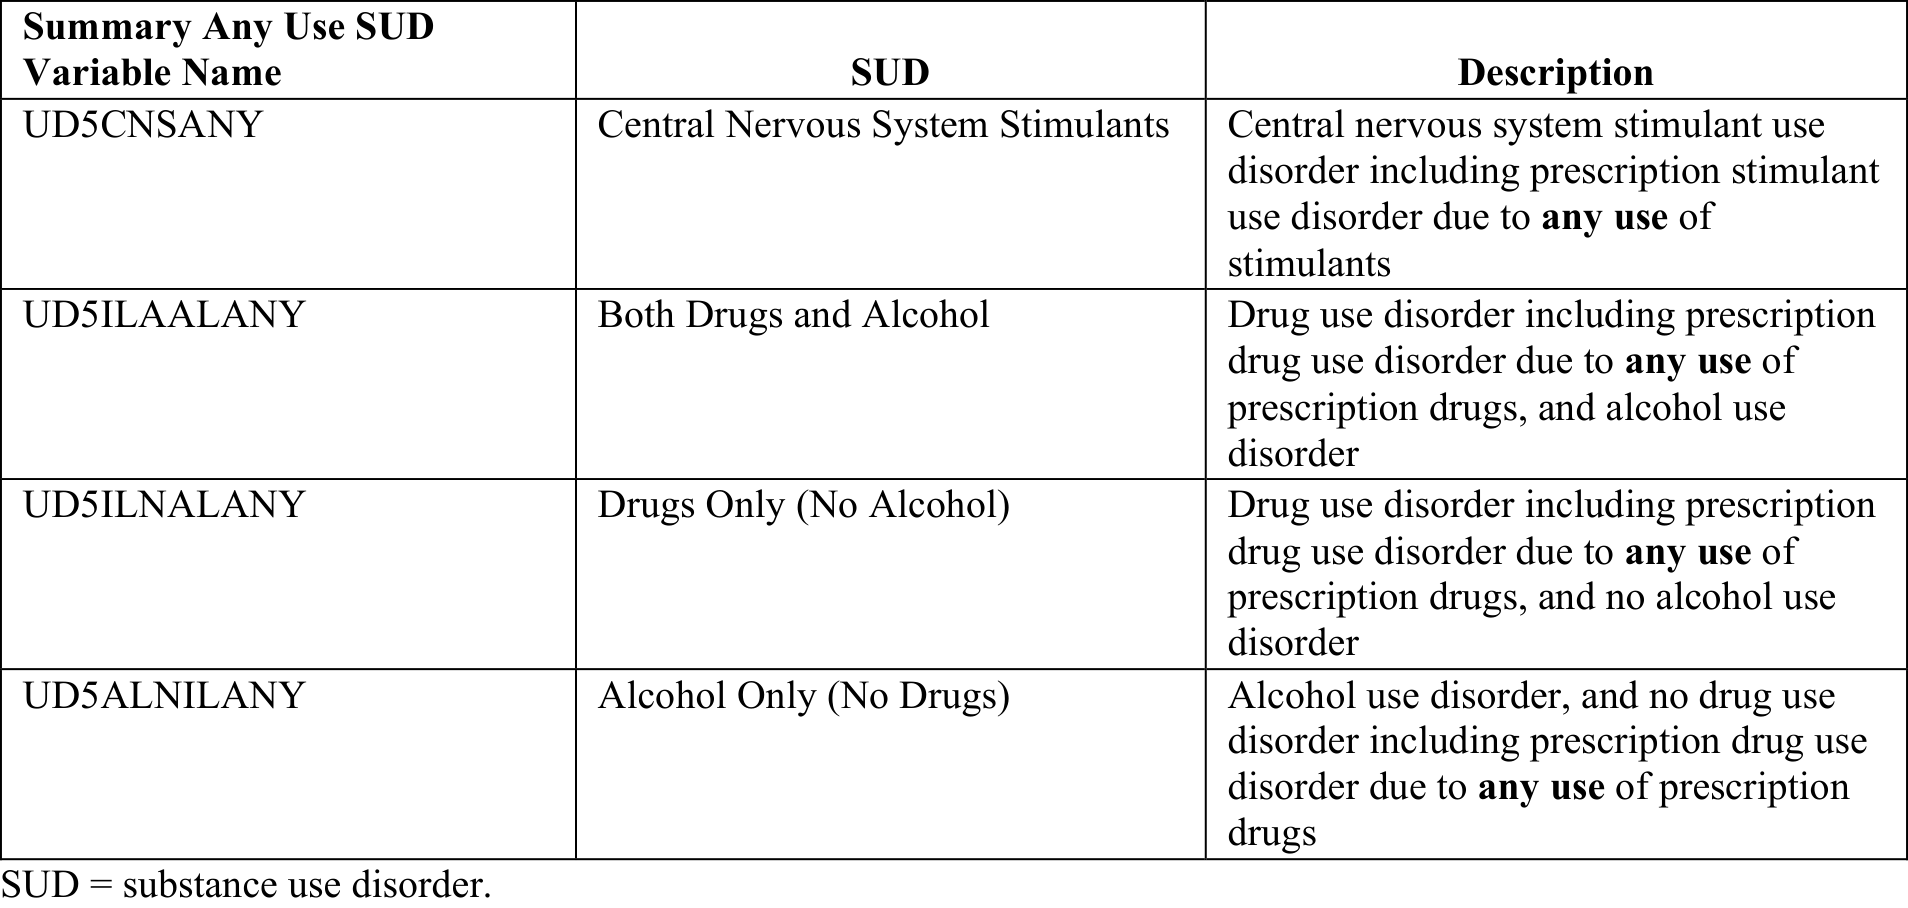 Summary Any Use SUD
Variable Name
SUD
Description
UD5CNSANY
Central Nervous System Stimulants
Central nervous system stimulant use
disorder including prescription stimulant
use disorder due to any use of
stimulants
UD5ILAALANY
Both Drugs and Alcohol
Drug use disorder including prescription
drug use disorder due to any use of
prescription drugs, and alcohol use
disorder
UD5ILNALANY
Drugs Only (No Alcohol)
Drug use disorder including prescription
drug use disorder due to any use of
prescription drugs, and no alcohol use
disorder
UD5ALNILANY
Alcohol Only (No Drugs)
Alcohol use disorder, and no drug use
disorder including prescription drug use
disorder due to any use of prescription
drugs
SUD = substance use disorder.